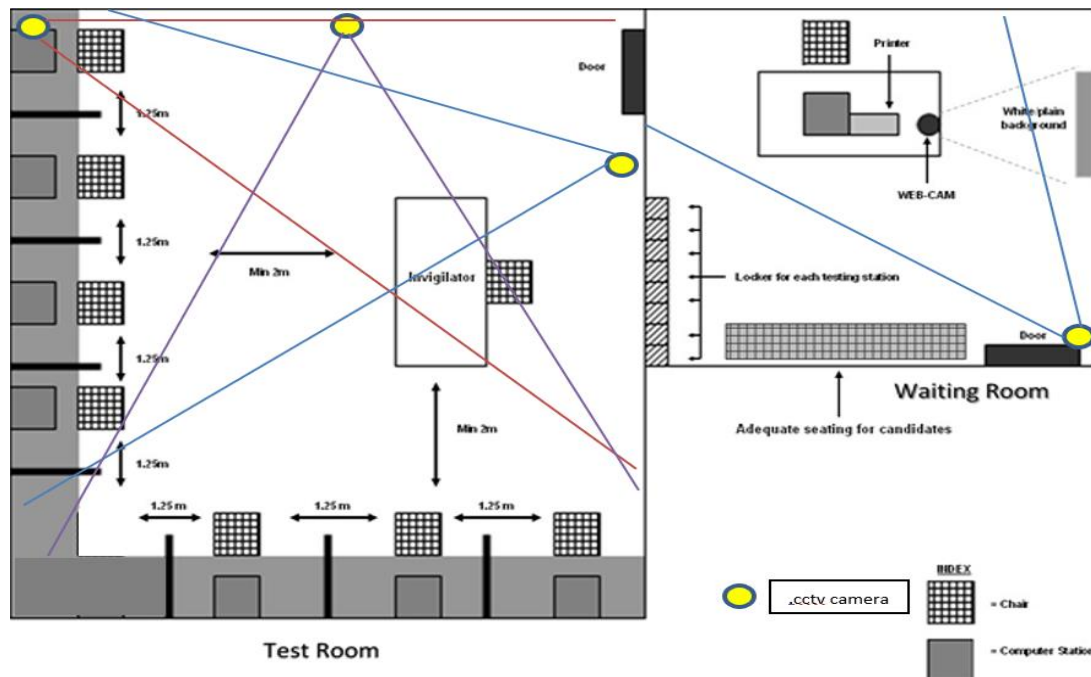 Printer
Door
1.25m
White/plain
background
WEB-CAM
1.25m
Min 2m
Invigilator
Locker for each testing station
1.25m
Door
Waiting Room
Min 2m
Adequate seating for candidates
1.25m
1.25 m
1.25 m
1.25 m
INDEX
cctv camera
= Chair
Test Room
= Computer Station